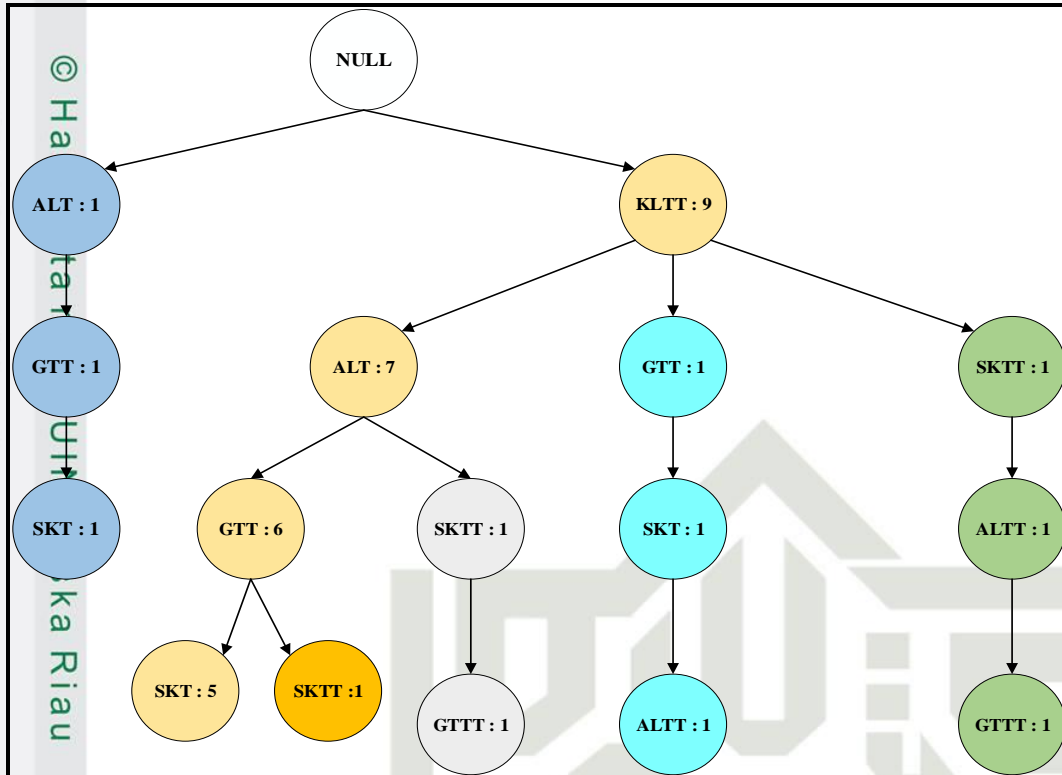 NULL
ALT : 1
KLTT : 9
GTT : 1
ALT : 7
GTT : 1
SKTT : 1
SKT : 1
GTT : 6
SKTT : 1
SKT : 1
ALTT : 1
SKT : 5
SKTT :1
GTTT : 1
ALTT : 1
GTTT : 1
© Ha
ta
UIN
ska Riau